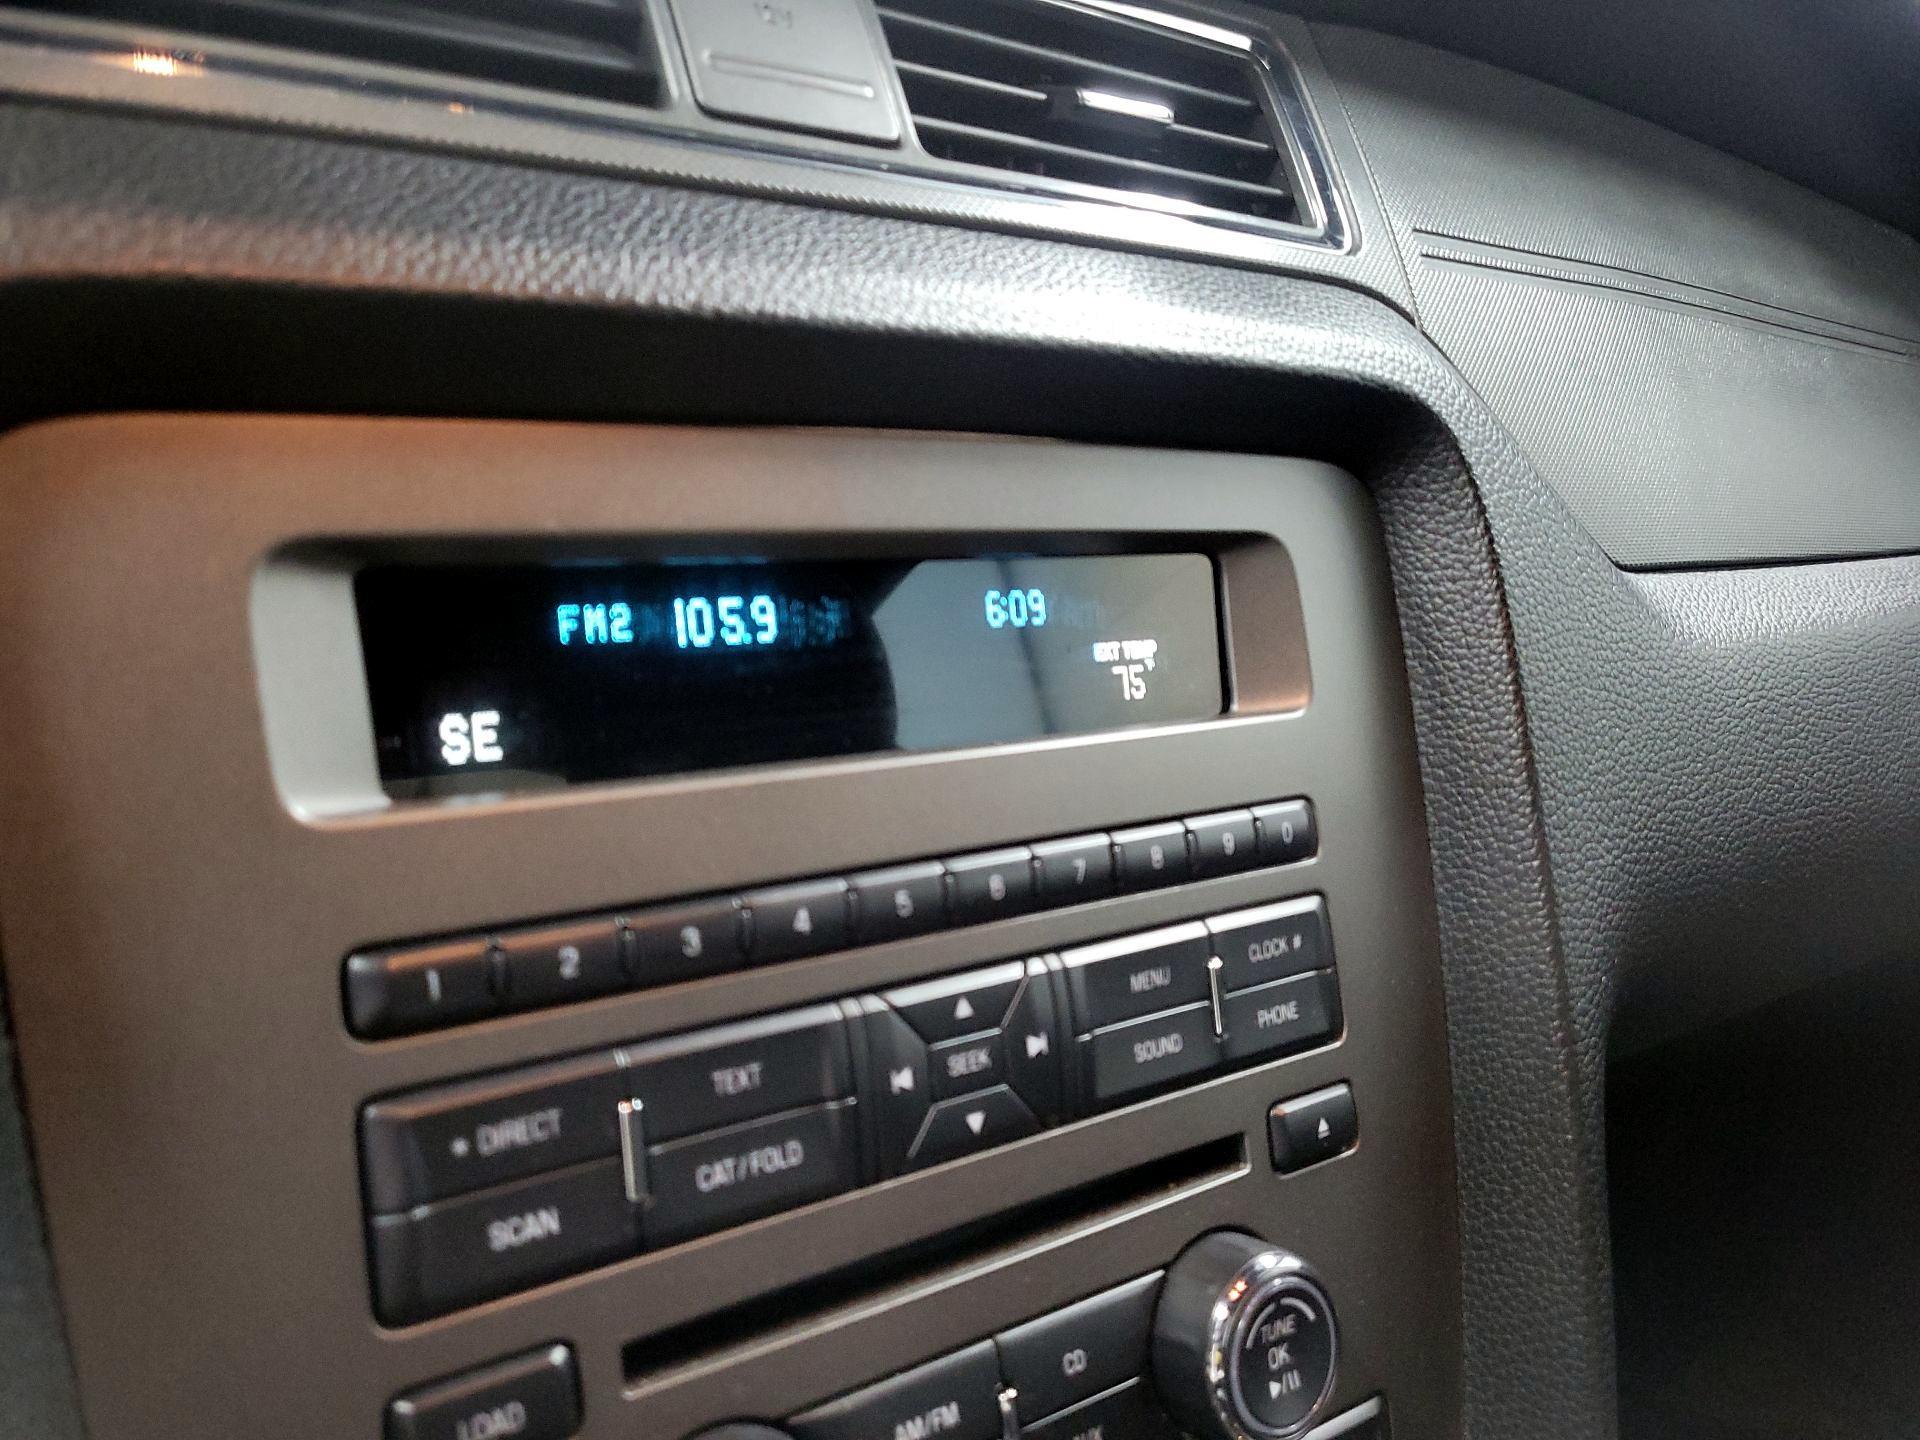 12V
FM2 105.9 6:09
EXT TEMP
75°
SE
1 2 3 4 5 6 7 8 9 0
MENU CLOCK #
SEEK
SOUND PHONE
TEXT
* DIRECT
CAT/FOLD
SCAN
TUNE
OK
CD
AM/FM
LOAD